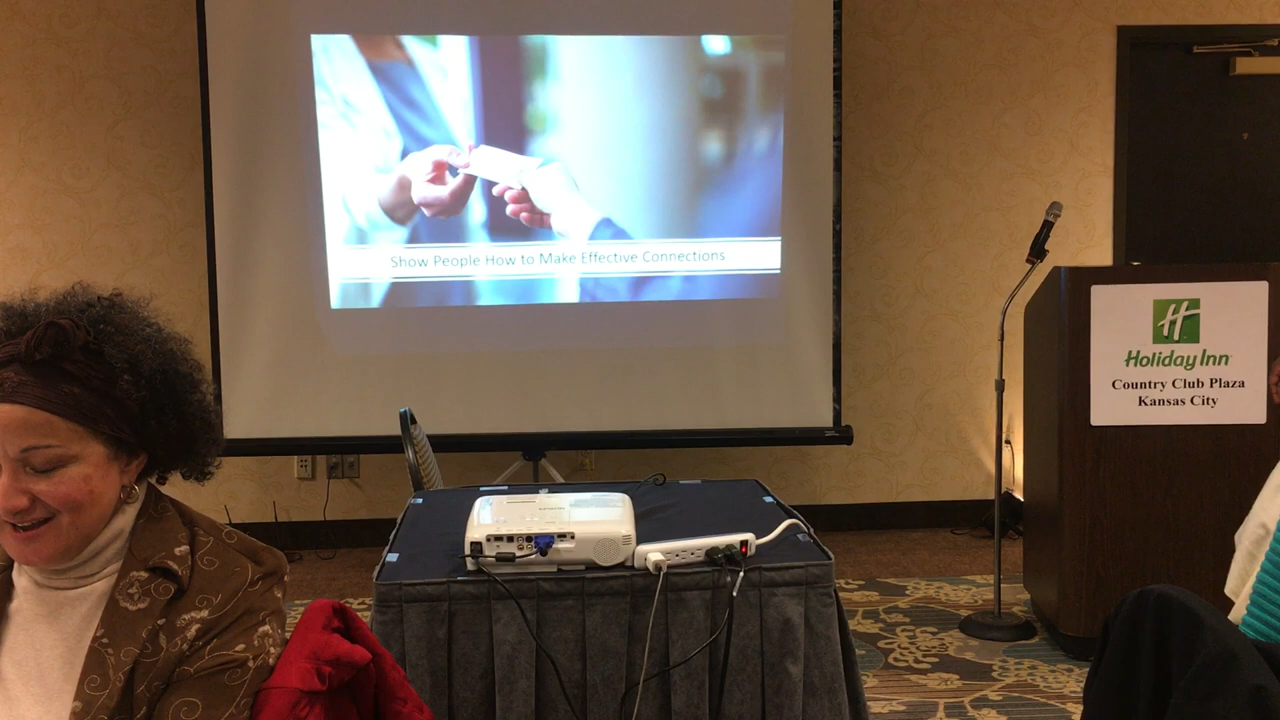 Show People How to Make Effective Connections
H
Holiday Inn
Country Club Plaza
Kansas City